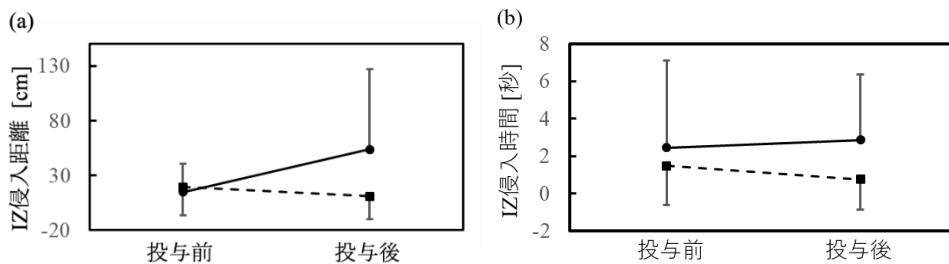 (a)
IZ侵入距離 [cm]
130
80
30
-20
投与前
投与後
(b)
IZ侵入時間 [秒]
8
6
4
2
0
-2
投与前
投与後